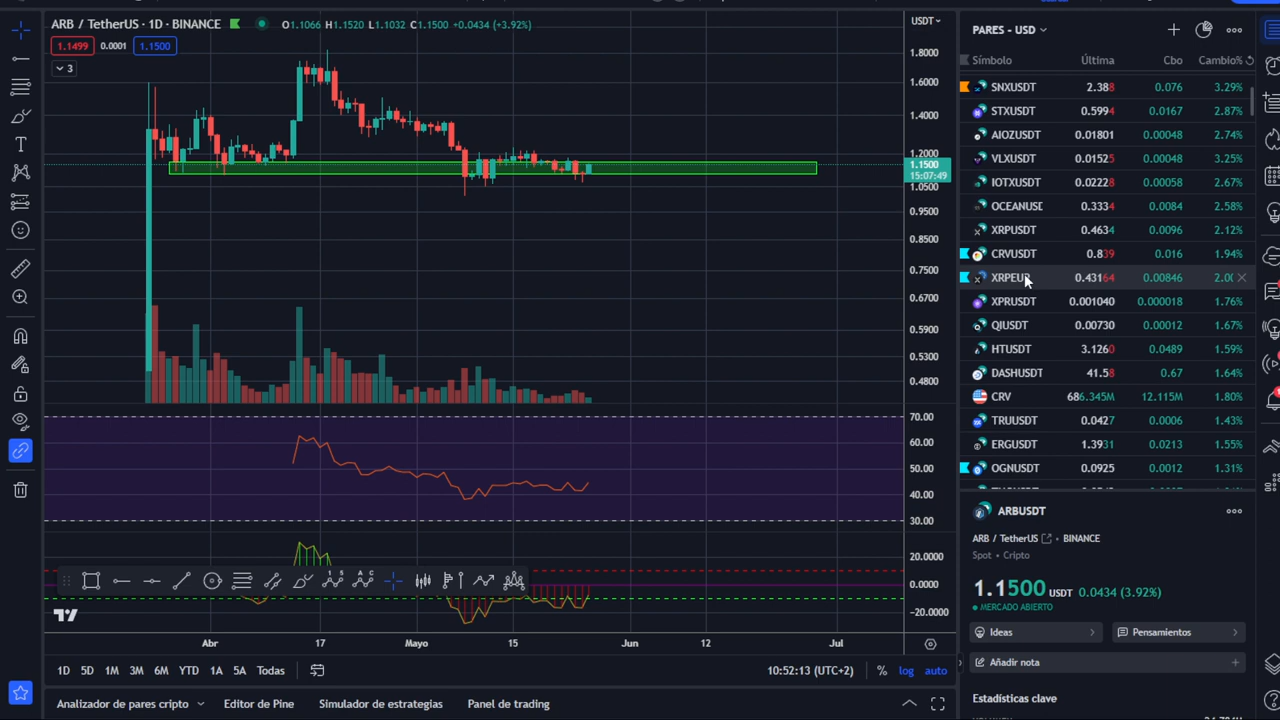 ARB / TetherUS · 1D · BINANCE O1.1066 H1.1520 L1.1032 C1.1500 +0.0434 (+3.92%)
1.1499 0.0001 1.1500
3
USDT
1.8000
1.6000
1.4000
1.2000
1.1500
15:07:49
1.0500
0.9500
0.8500
0.7500
0.6700
0.5900
0.5300
0.4800
70.00
60.00
50.00
40.00
30.00
20.0000
0.0000
−20.0000
Abr 17 Mayo 15 Jun 12 Jul
1D 5D 1M 3M 6M YTD 1A 5A Todas 10:52:13 (UTC+2) % log auto
Analizador de pares cripto Editor de Pine Simulador de estrategias Panel de trading
PARES - USD
Símbolo Última Cbo Cambio%
SNXUSDT 2.388 0.076 3.29%
STXUSDT 0.5994 0.0167 2.87%
AIOZUSDT 0.01801 0.00048 2.74%
VLXUSDT 0.01525 0.00048 3.25%
IOTXUSDT 0.02228 0.00058 2.67%
OCEANUSD 0.3334 0.0084 2.58%
XRPUSDT 0.4634 0.0096 2.12%
CRVUSDT 0.839 0.016 1.94%
XRPEUR 0.43164 0.00846 2.0
XPRUSDT 0.001040 0.000018 1.76%
QIUSDT 0.00730 0.00012 1.67%
HTUSDT 3.1260 0.0489 1.59%
DASHUSDT 41.58 0.67 1.64%
CRV 686.345M 12.115M 1.80%
TRUUSDT 0.0427 0.0006 1.43%
ERGUSDT 1.3931 0.0213 1.55%
OGNUSDT 0.0925 0.0012 1.31%
ARBUSDT
ARB / TetherUS · BINANCE
Spot · Cripto
1.1500 USDT 0.0434 (3.92%)
MERCADO ABIERTO
Ideas Pensamientos
Añadir nota
Estadísticas clave